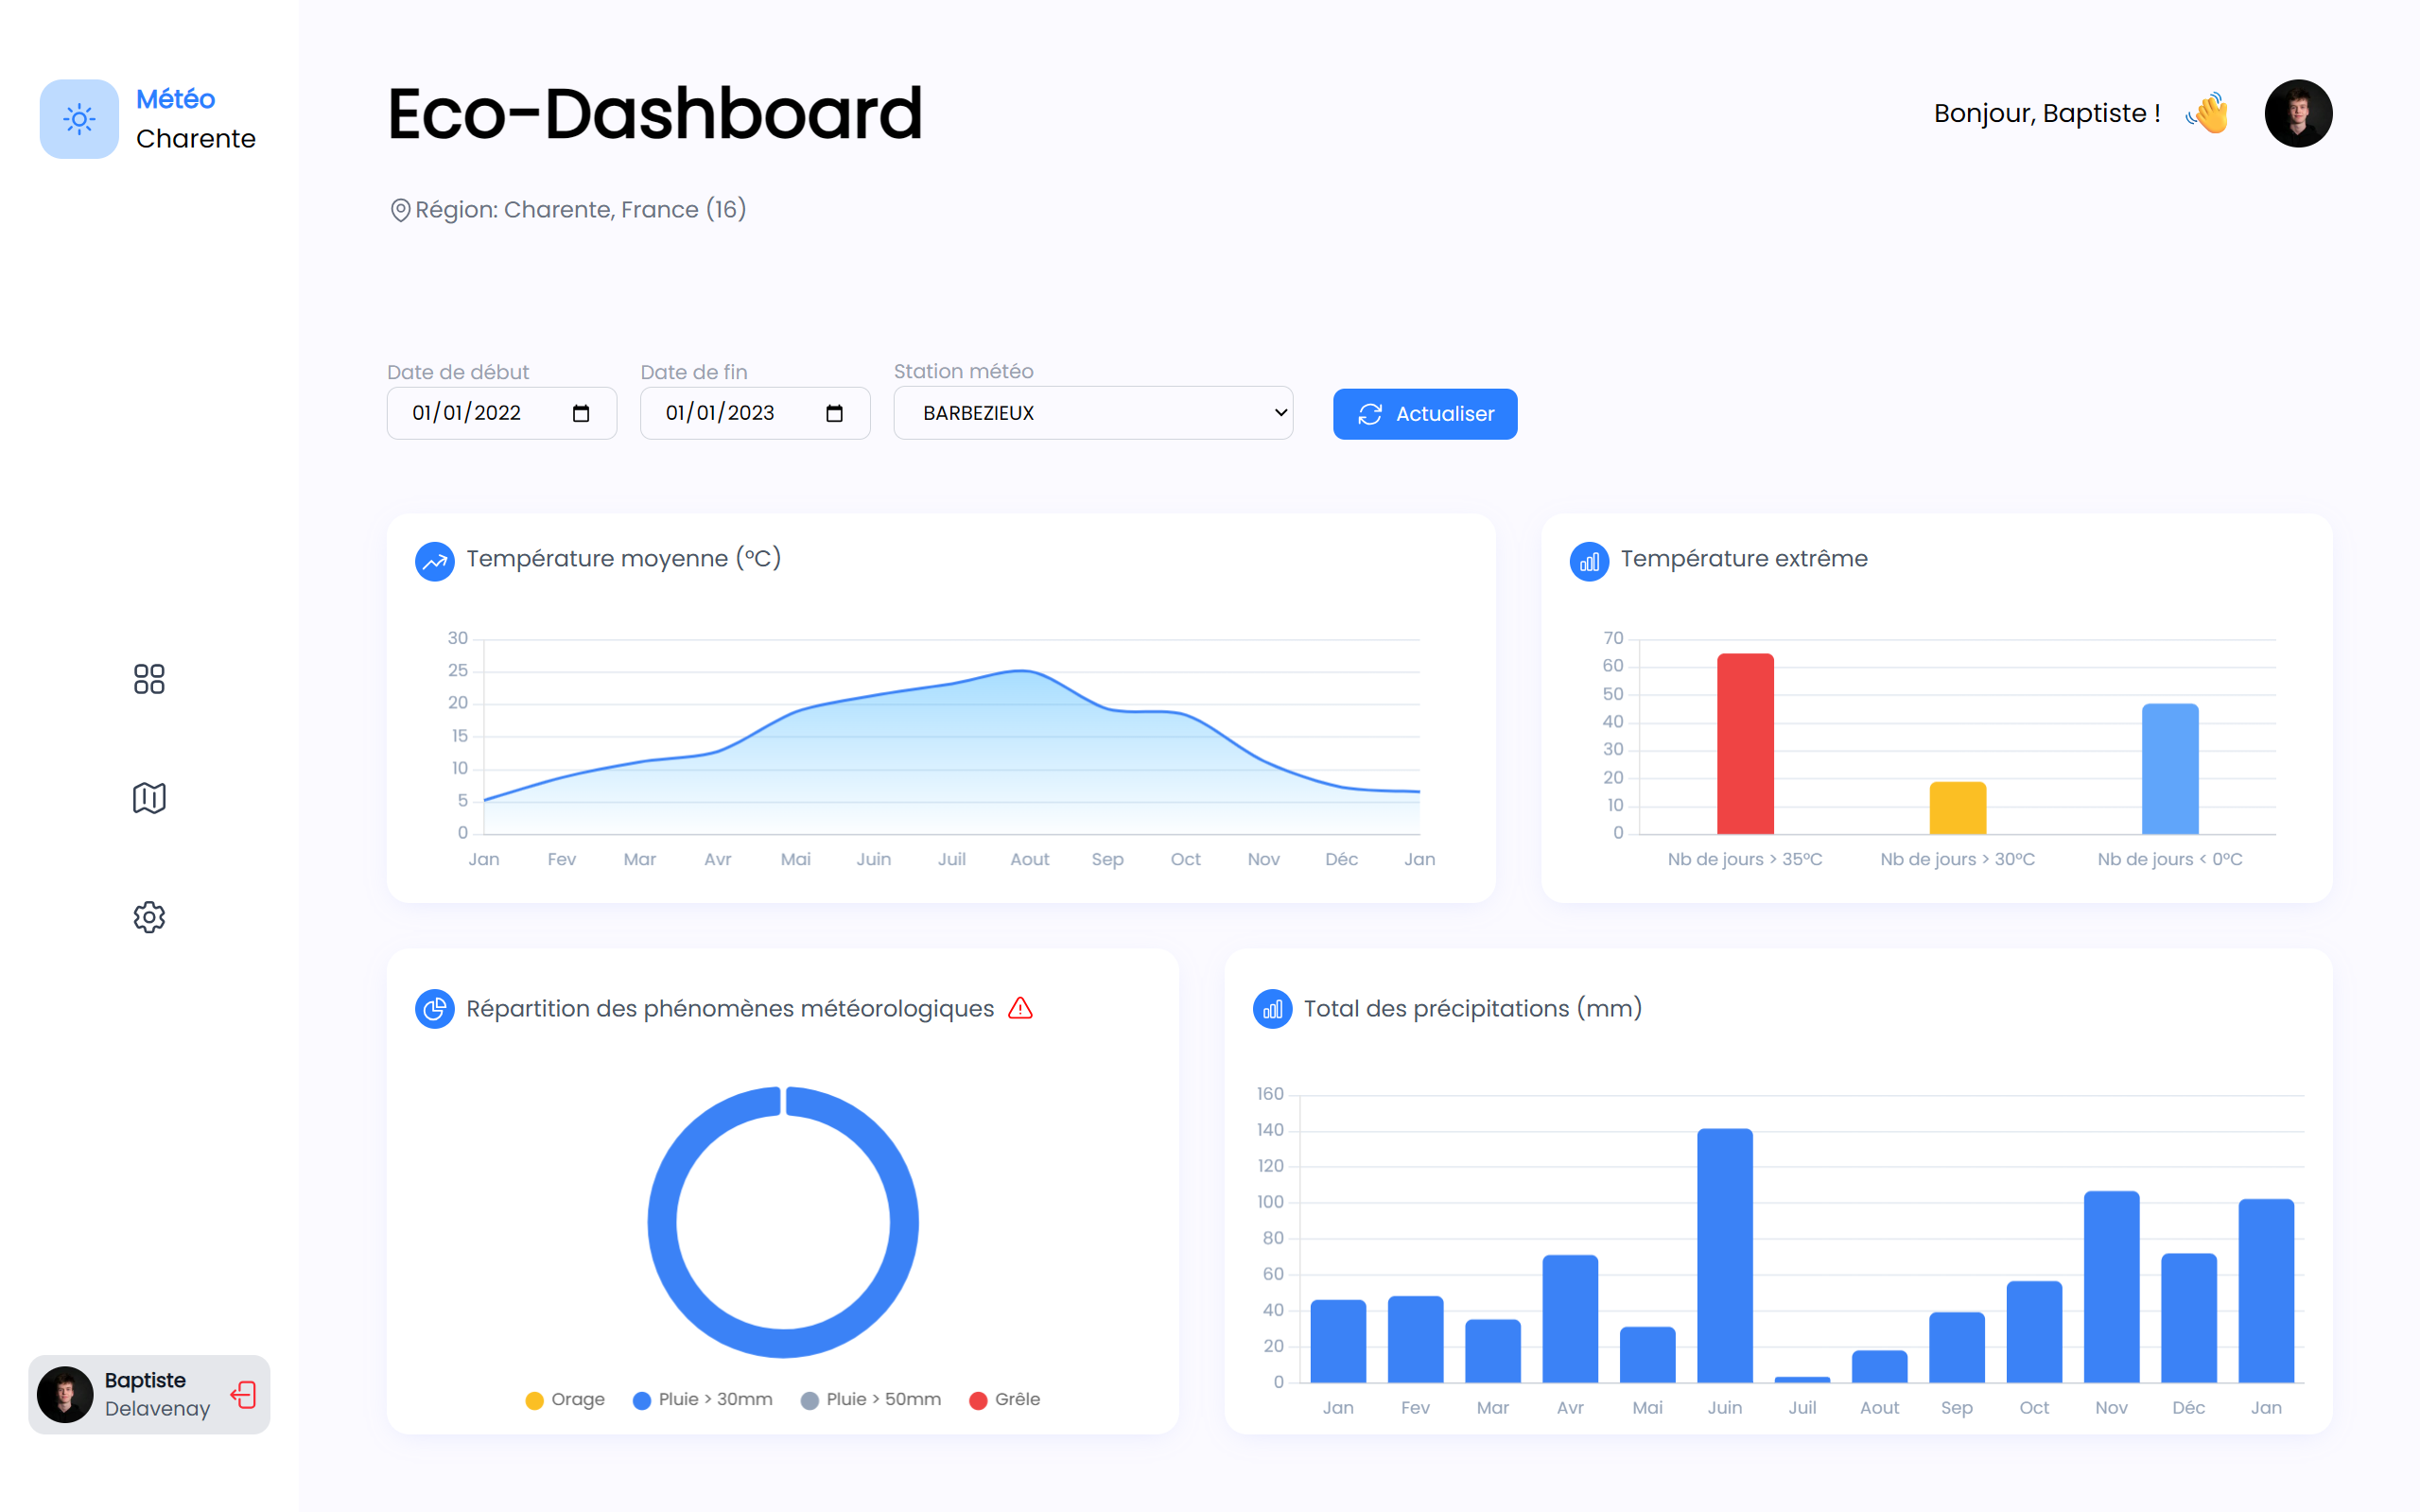 Météo
Charente
Eco-Dashboard
Bonjour, Baptiste ! 👋
Région: Charente, France (16)
Date de début
01/01/2022
Date de fin
01/01/2023
Station météo
BARBEZIEUX
Actualiser
Température moyenne (°C)
30
25
20
15
10
5
0
Jan Fev Mar Avr Mai Juin Juil Aout Sep Oct Nov Déc Jan
Température extrême
70
60
50
40
30
20
10
0
Nb de jours > 35°C Nb de jours > 30°C Nb de jours < 0°C
Répartition des phénomènes météorologiques
Orage Pluie > 30mm Pluie > 50mm Grêle
Total des précipitations (mm)
160
140
120
100
80
60
40
20
0
Jan Fev Mar Avr Mai Juin Juil Aout Sep Oct Nov Déc Jan
Baptiste
Delavenay